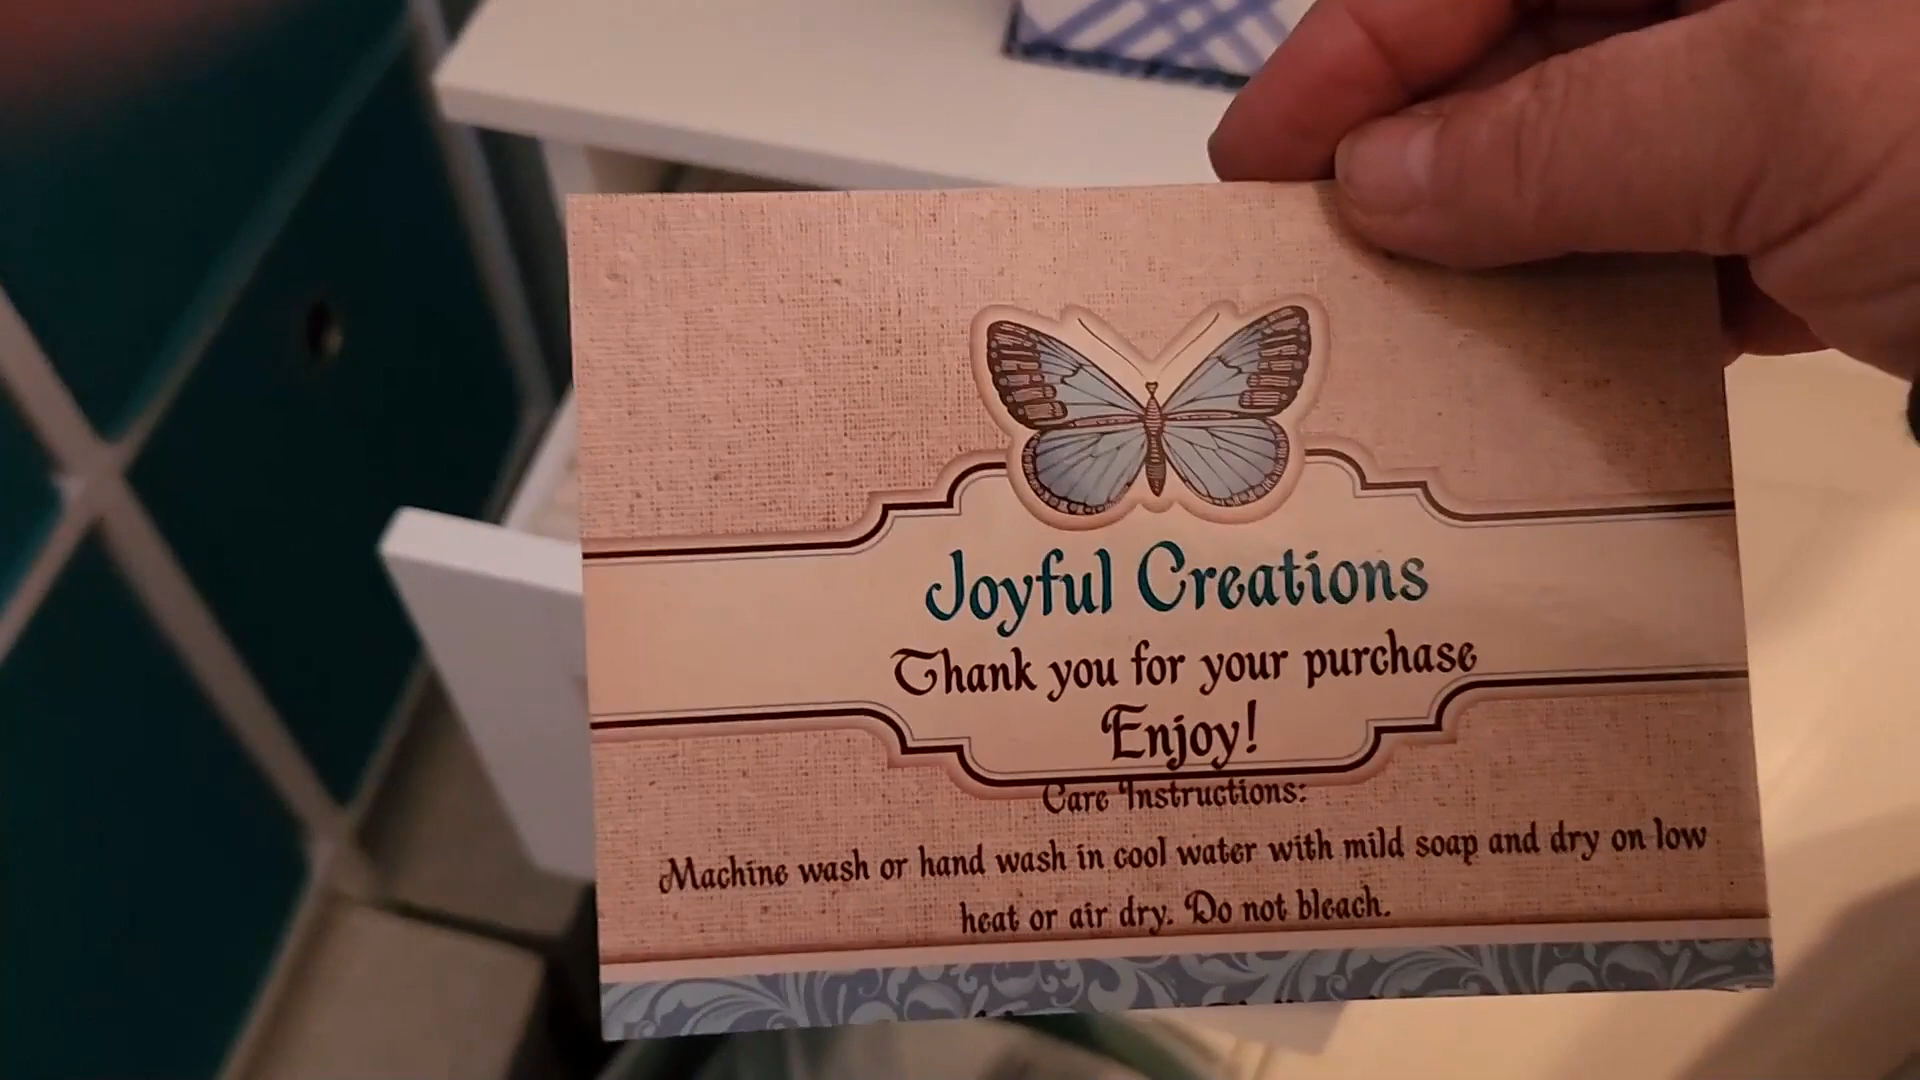 Joyful Creations
Thank you for your purchase
Enjoy!
Care Instructions:
Machine wash or hand wash in cool water with mild soap and dry on low
heat or air dry. Do not bleach.